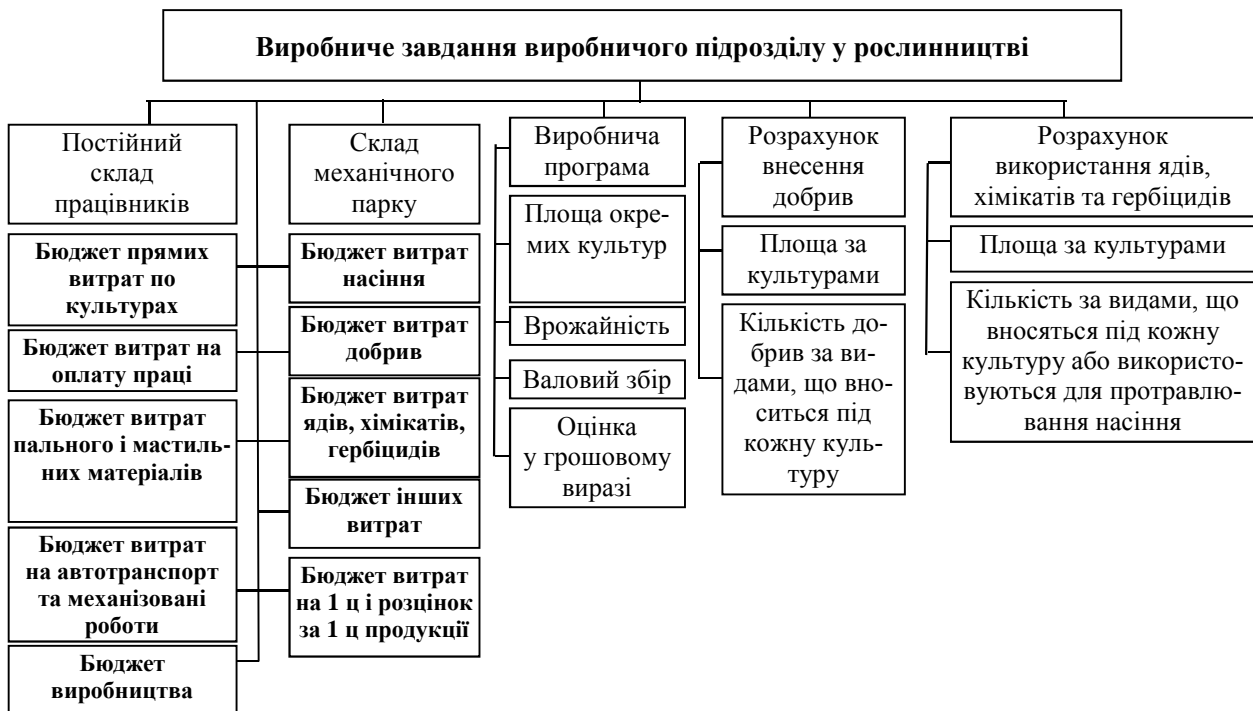 Виробниче завдання виробничого підрозділу у рослинництві
Постійний
склад
працівників
Бюджет прямих
витрат по
культурах
Бюджет витрат на
оплату праці
Бюджет витрат
пального і мастиль-
них матеріалів
Бюджет витрат
на автотранспорт
та механізовані
роботи
Бюджет
виробництва
Склад
механічного
парку
Бюджет витрат
насіння
Бюджет витрат
добрив
Бюджет витрат
ядів, хімікатів,
гербіцидів
Бюджет інших
витрат
Бюджет витрат
на 1 ц і розцінок
за 1 ц продукції
Виробнича
програма
Площа окре-
мих культур
Врожайність
Валовий збір
Оцінка
у грошовому
виразі
Розрахунок
внесення
добрив
Площа за
культурами
Кількість до-
брив за ви-
дами, що вно-
ситься під
кожну куль-
туру
Розрахунок
використання ядів,
хімікатів та гербіцидів
Площа за культурами
Кількість за видами, що
вносяться під кожну
культуру або використо-
вуються для протравлю-
вання насіння